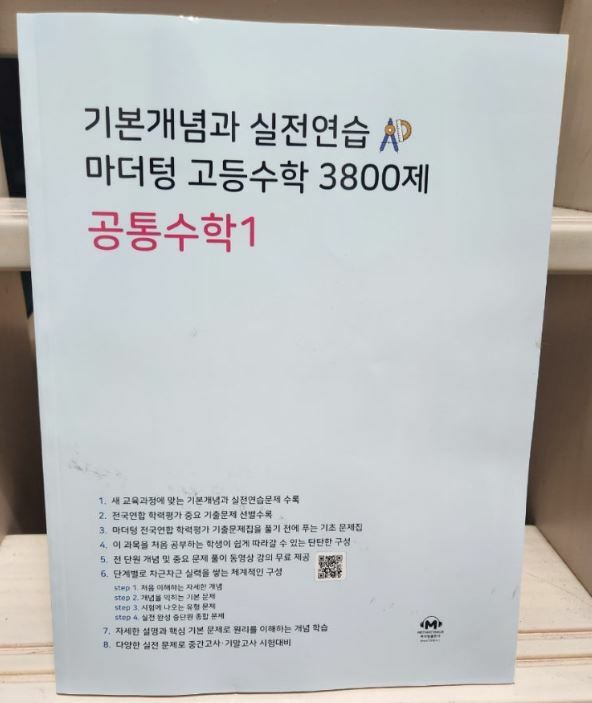 기본개념과 실전연습
마더텅 고등수학 3800제
공통수학1
1. 새 교육과정에 맞는 기본개념과 실전연습문제 수록
2. 전국연합 학력평가 중요 기출문제 선별수록
3. 마더텅 전국연합 학력평가 기출문제집을 풀기 전에 푸는 기초 문제집
4. 이 과목을 처음 공부하는 학생이 쉽게 따라갈 수 있는 탄탄한 구성
5. 전 단원 개념 및 중요 문제 풀이 동영상 강의 무료 제공
6. 단계별로 차근차근 실력을 쌓는 체계적인 구성
step 1. 처음 이해하는 자세한 개념
step 2. 개념을 익히는 기본 문제
step 3. 시험에 나오는 유형 문제
step 4. 실전 완성 중단원 종합 문제
7. 자세한 설명과 핵심 기본 문제로 원리를 이해하는 개념 학습
8. 다양한 실전 문제로 중간고사·기말고사 시험대비
M
MOTHERTONGUE